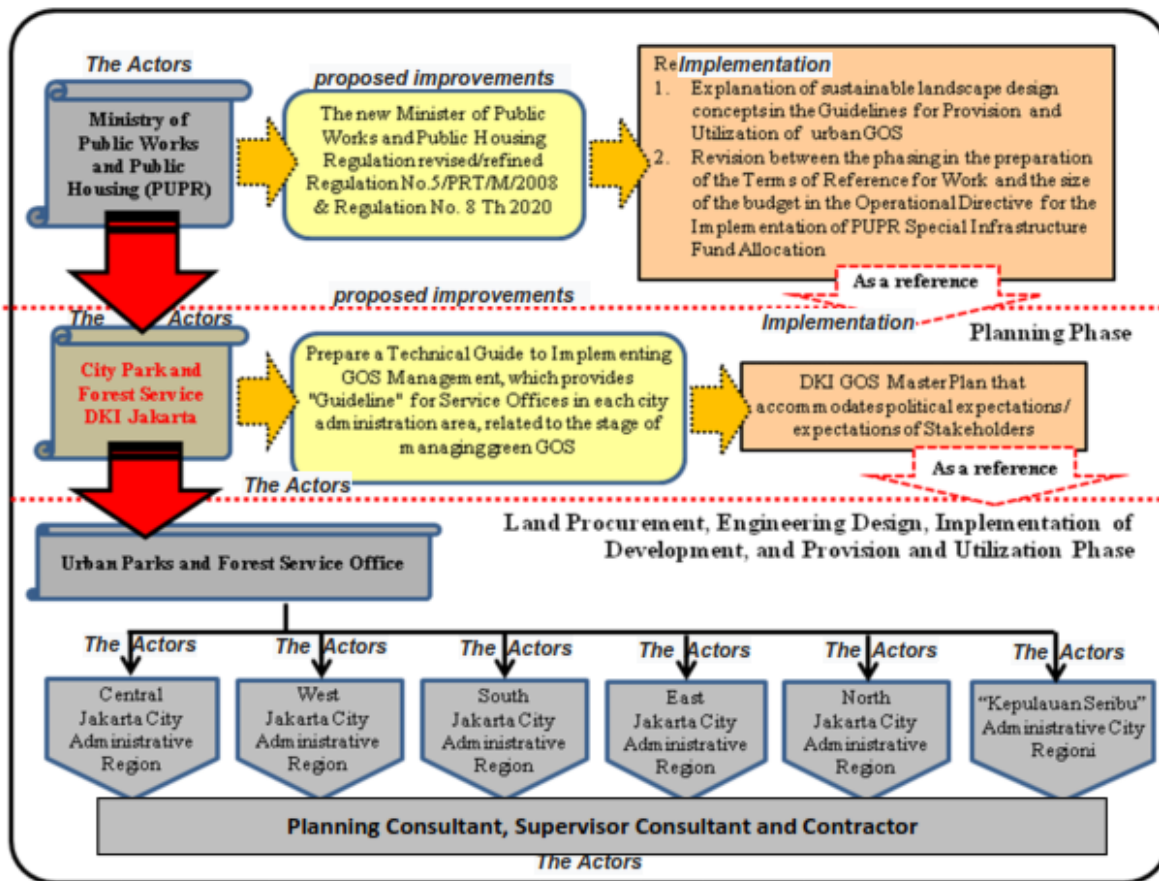 The Actors
Ministry of
Public Works
and Public
Housing (PUPR)
proposed improvements
The new Minister of Public
Works and Public Housing
Regulation revised/refined
Regulation No.5/PRT/M/2008
& Regulation No. 8 Th 2020
Re
Implementation
1. Explanation of sustainable landscape design
concepts in the Guidelines for Provision and
Utilization of urban GOS
2. Revision between the phasing in the preparation
of the Terms of Reference for Work and the size
of the budget in the Operational Directive for the
Implementation of PUPR Special Infrastructure
Fund Allocation
As a reference
proposed improvements
Implementation
Planning Phase
The Actors
City Park and
Forest Service
DKI Jakarta
Prepare a Technical Guide to Implementing
GOS Management, which provides
"Guideline" for Service Offices in each city
administration area, related to the stage of
managing green GOS
DKI GOS Master Plan that
accommodates political expectations/
expectations of Stakeholders
As a reference
The Actors
Land Procurement, Engineering Design, Implementation of
Development, and Provision and Utilization Phase
Urban Parks and Forest Service Office
The Actors
The Actors
The Actors
The Actors
The Actors
The Actors
Central
Jakarta City
Administrative
Region
West
Jakarta City
Administrative
Region
South
Jakarta City
Administrative
Region
East
Jakarta City
Administrative
Region
North
Jakarta City
Administrative
Region
“Kepulauan Seribu”
Administrative City
Regioni
Planning Consultant, Supervisor Consultant and Contractor
The Actors